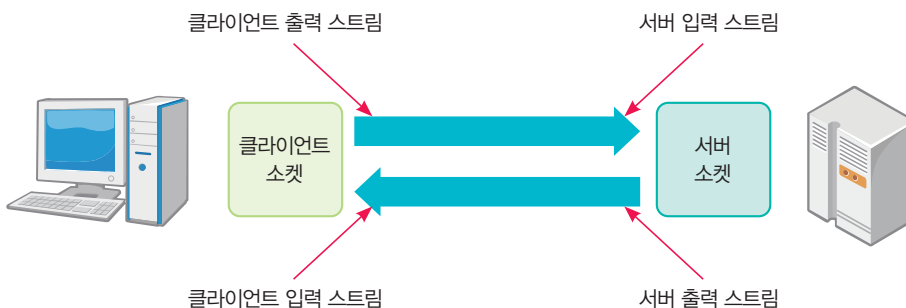 클라이언트 출력 스트림
서버 입력 스트림
클라이언트
소켓
서버
소켓
클라이언트 입력 스트림
서버 출력 스트림